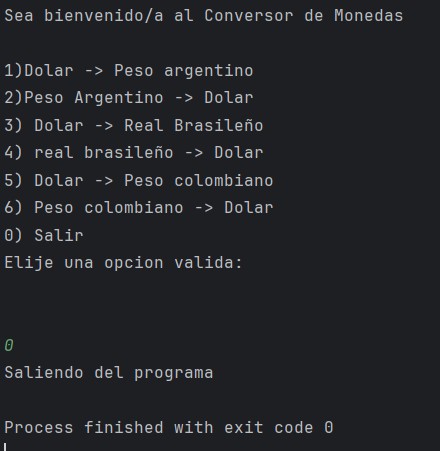 Sea bienvenido/a al Conversor de Monedas
1)Dolar -> Peso argentino
2)Peso Argentino -> Dolar
3) Dolar -> Real Brasileño
4) real brasileño -> Dolar
5) Dolar -> Peso colombiano
6) Peso colombiano -> Dolar
0) Salir
Elije una opcion valida:
0
Saliendo del programa
Process finished with exit code 0